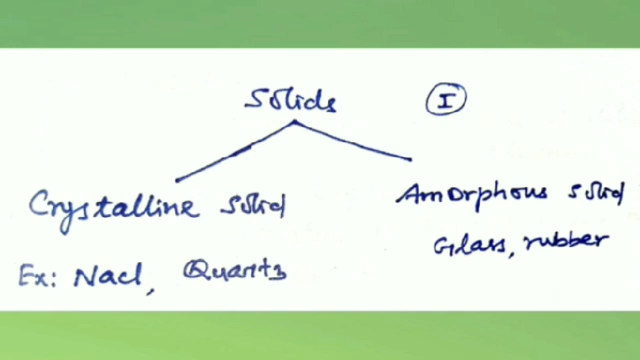 Solids I
Crystalline solid Amorphous solid
Ex: Nacl, Quartz Glass, rubber